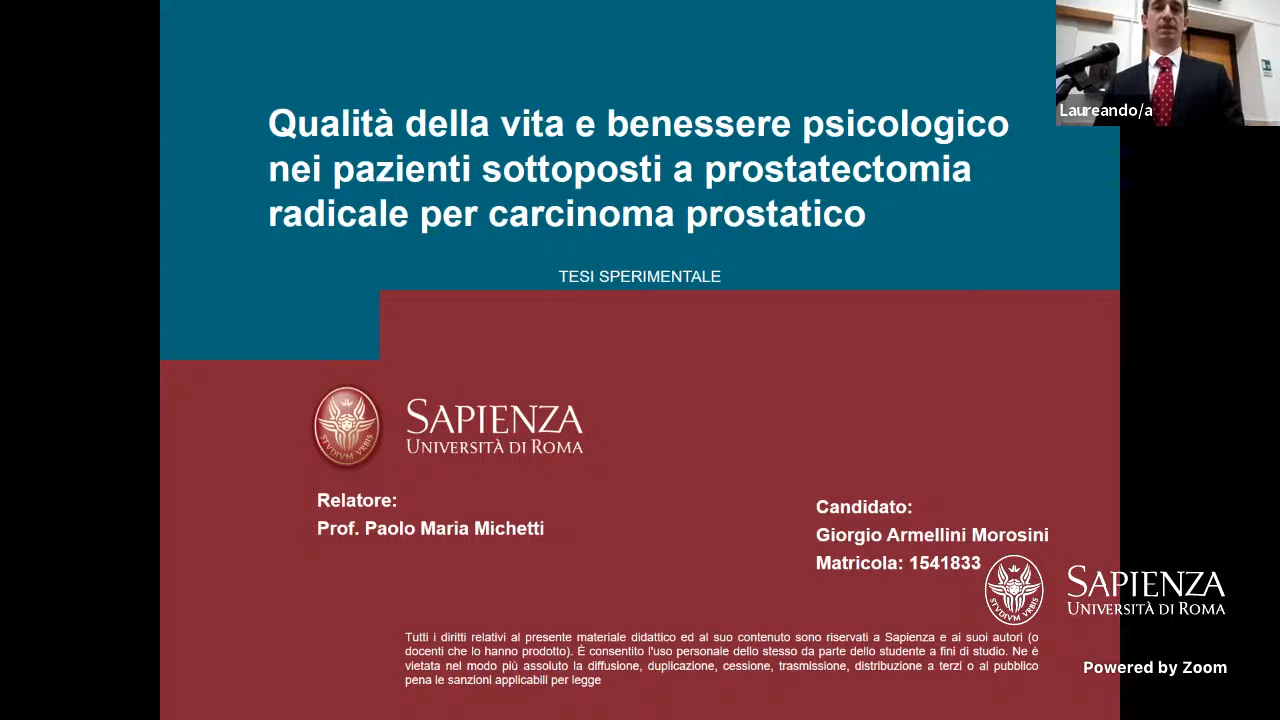 Laureando/a
Qualità della vita e benessere psicologico
nei pazienti sottoposti a prostatectomia
radicale per carcinoma prostatico
TESI SPERIMENTALE
STVDIVM VRBIS
SAPIENZA
UNIVERSITÀ DI ROMA
Relatore:
Prof. Paolo Maria Michetti
Candidato:
Giorgio Armellini Morosini
Matricola: 1541833
STVDIVM VRBIS
SAPIENZA
UNIVERSITÀ DI ROMA
Tutti i diritti relativi al presente materiale didattico ed al suo contenuto sono riservati a Sapienza e ai suoi autori (o
docenti che lo hanno prodotto). È consentito l'uso personale dello stesso da parte dello studente a fini di studio. Ne è
vietata nel modo più assoluto la diffusione, duplicazione, cessione, trasmissione, distribuzione a terzi o al pubblico
pena le sanzioni applicabili per legge
Powered by Zoom